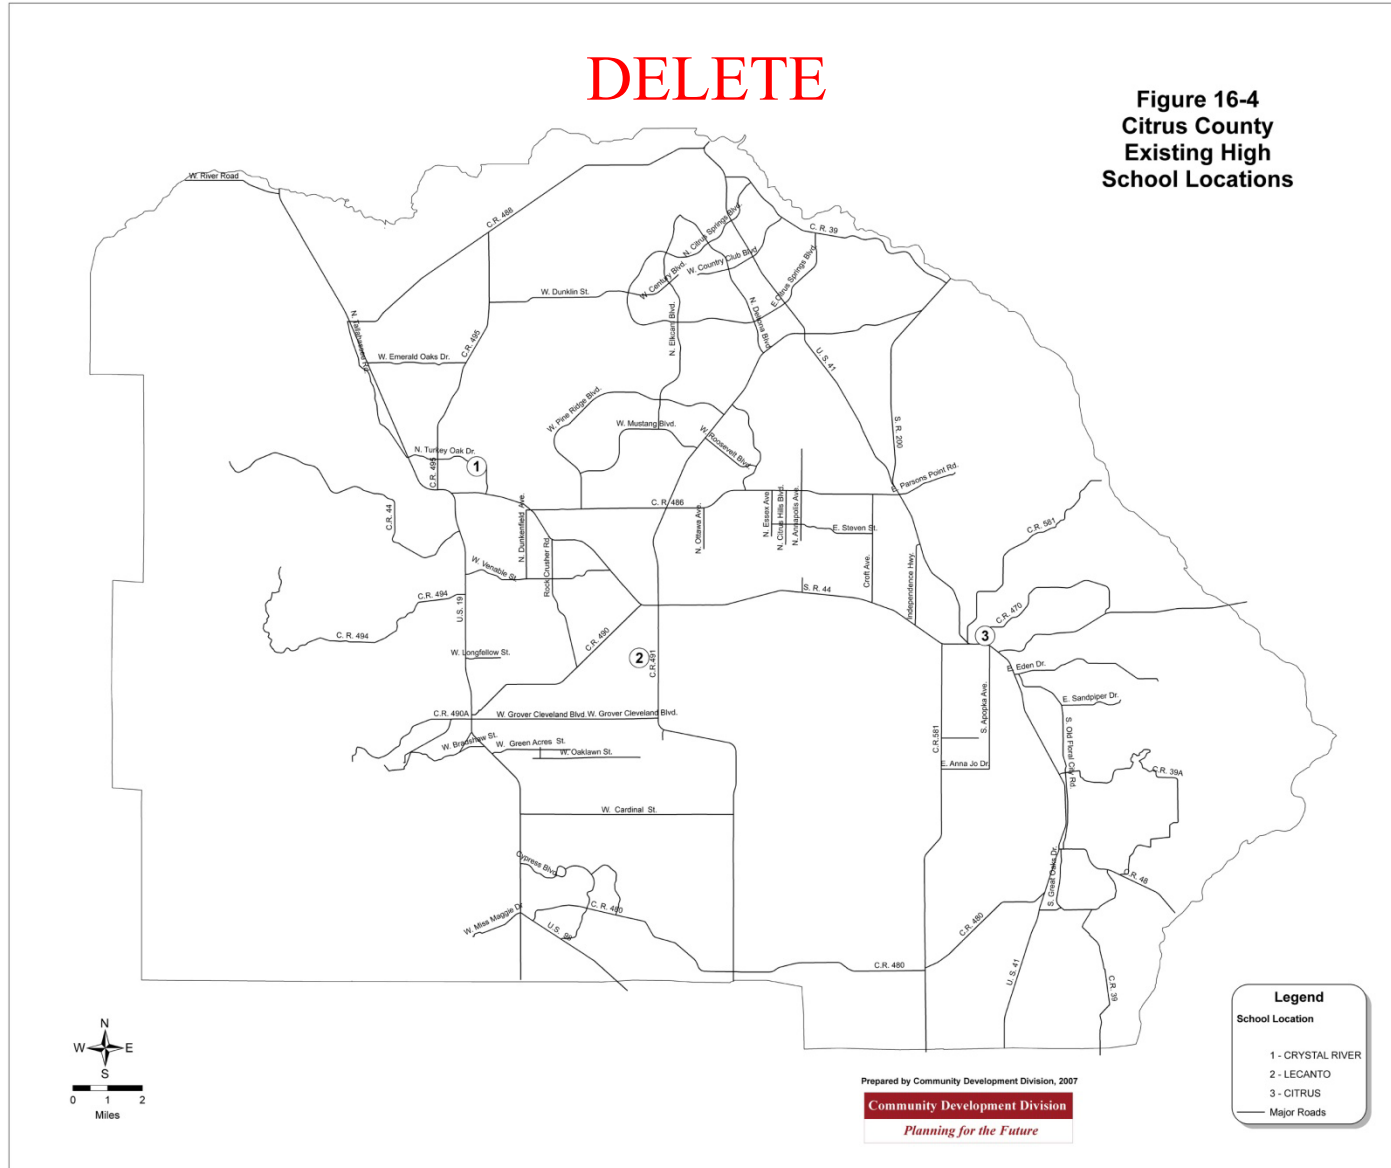 DELETE
Figure 16-4
Citrus County
Existing High
School Locations
W. River Road
C.R. 488
N. Citrus Springs Blvd.
C. R. 39
W. Country Club Blvd.
W. Century Blvd.
E. Citrus Springs Blvd.
W. Dunklin St.
N. Deltona Blvd.
N. Elkcam Blvd.
N. Tallahassee Rd.
C.R. 495
W. Emerald Oaks Dr.
U. S. 41
W. Pine Ridge Blvd.
W. Mustang Blvd.
W. Roosevelt Blvd.
S. R. 200
N. Turkey Oak Dr.
1
C.R. 495
E. Parsons Point Rd.
C. R. 486
C.R. 44
N. Dunkenfield Ave.
N. Ottawa Ave.
N. Essex Ave.
N. Citrus Hills Blvd.
N. Annapolis Ave.
E. Steven St.
C.R. 581
Rock Crusher Rd.
W. Venable St.
Croft Ave.
Independence Hwy.
S. R. 44
C.R. 494
U.S. 19
C.R. 470
C. R. 494
C.R. 490
3
W. Longfellow St.
2
C.R.491
E. Eden Dr.
E. Sandpiper Dr.
S. Apopka Ave.
C.R. 490A
W. Grover Cleveland Blvd.
W. Grover Cleveland Blvd.
S. Old Floral City Rd.
C.R.581
W. Bradshaw St.
W. Green Acres St.
W. Oaklawn St.
E. Anna Jo Dr.
C.R. 39A
W. Cardinal St.
Cypress Blvd.
S. Great Oaks Dr.
C.R. 48
W. Miss Maggie Dr.
C. R. 480
U.S. 98
C.R. 480
C.R. 480
U. S. 41
C.R. 39
N
W E
S
0 1 2
Miles
Legend
School Location
1 - CRYSTAL RIVER
2 - LECANTO
3 - CITRUS
Major Roads
Prepared by Community Development Division, 2007
Community Development Division
Planning for the Future